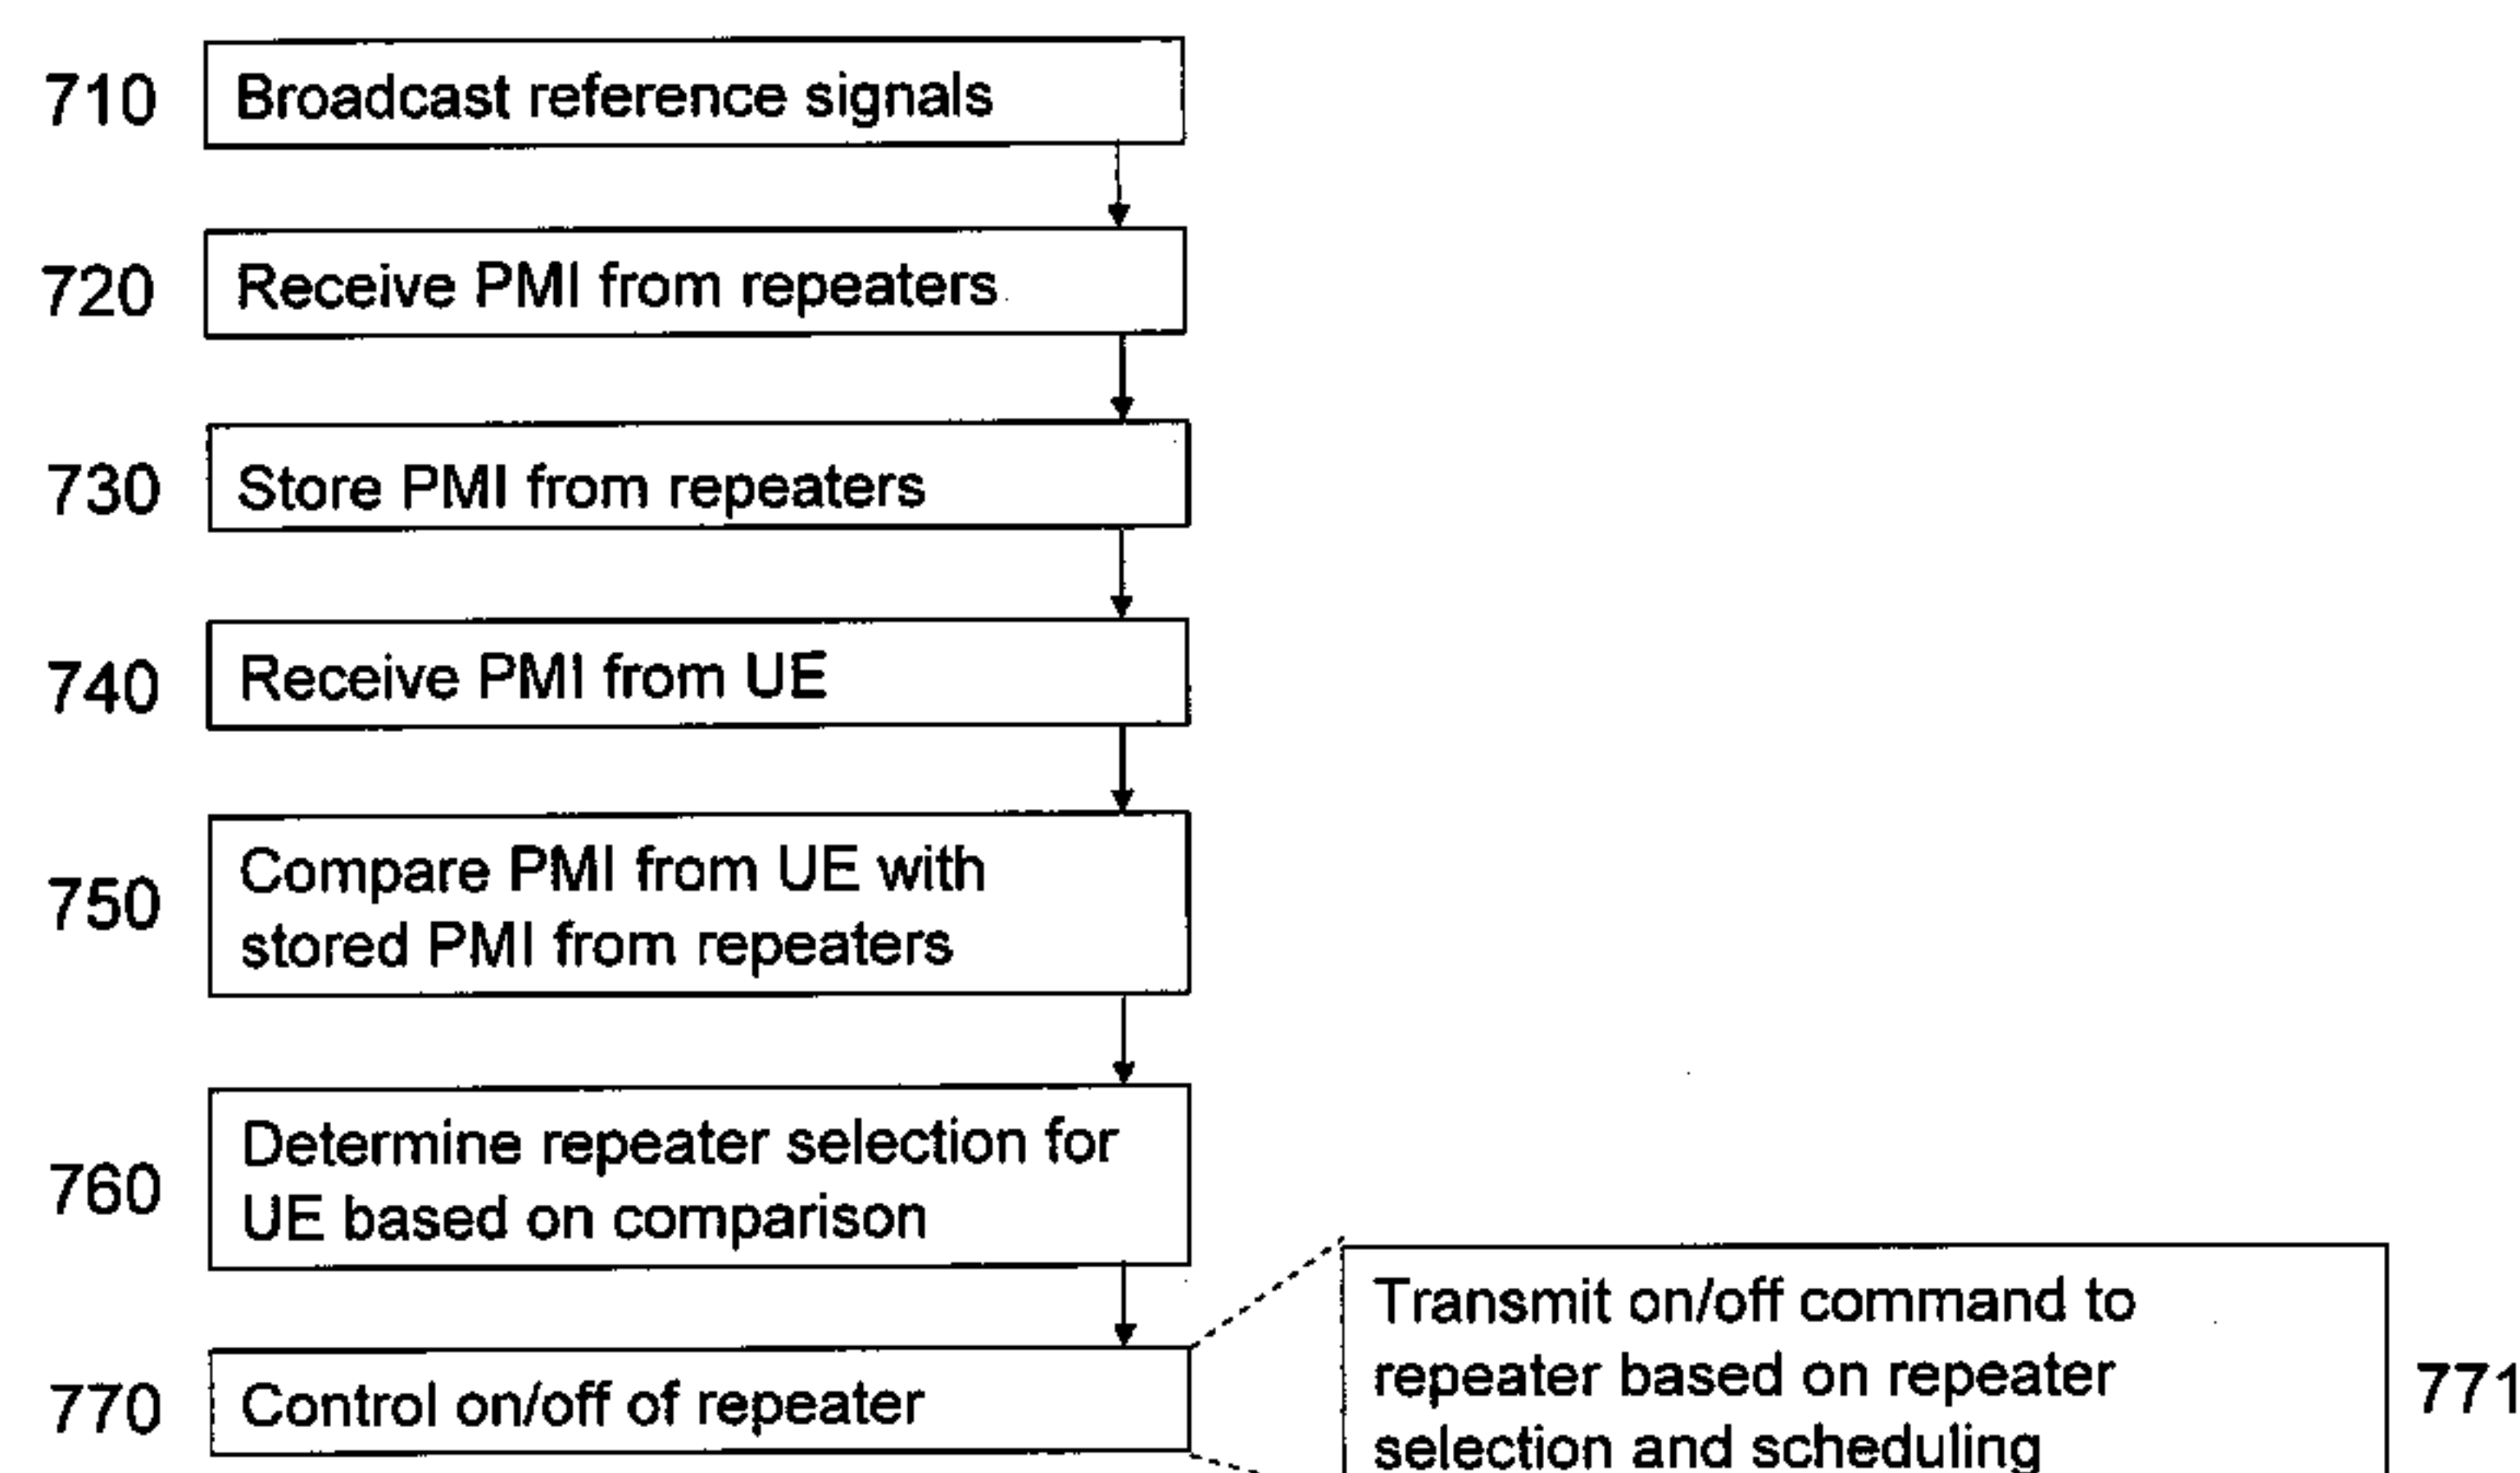 710 Broadcast reference signals
720 Receive PMI from repeaters
730 Store PMI from repeaters
740 Receive PMI from UE
750 Compare PMI from UE with
stored PMI from repeaters
760 Determine repeater selection for
UE based on comparison
770 Control on/off of repeater
Transmit on/off command to
repeater based on repeater
selection and scheduling
771